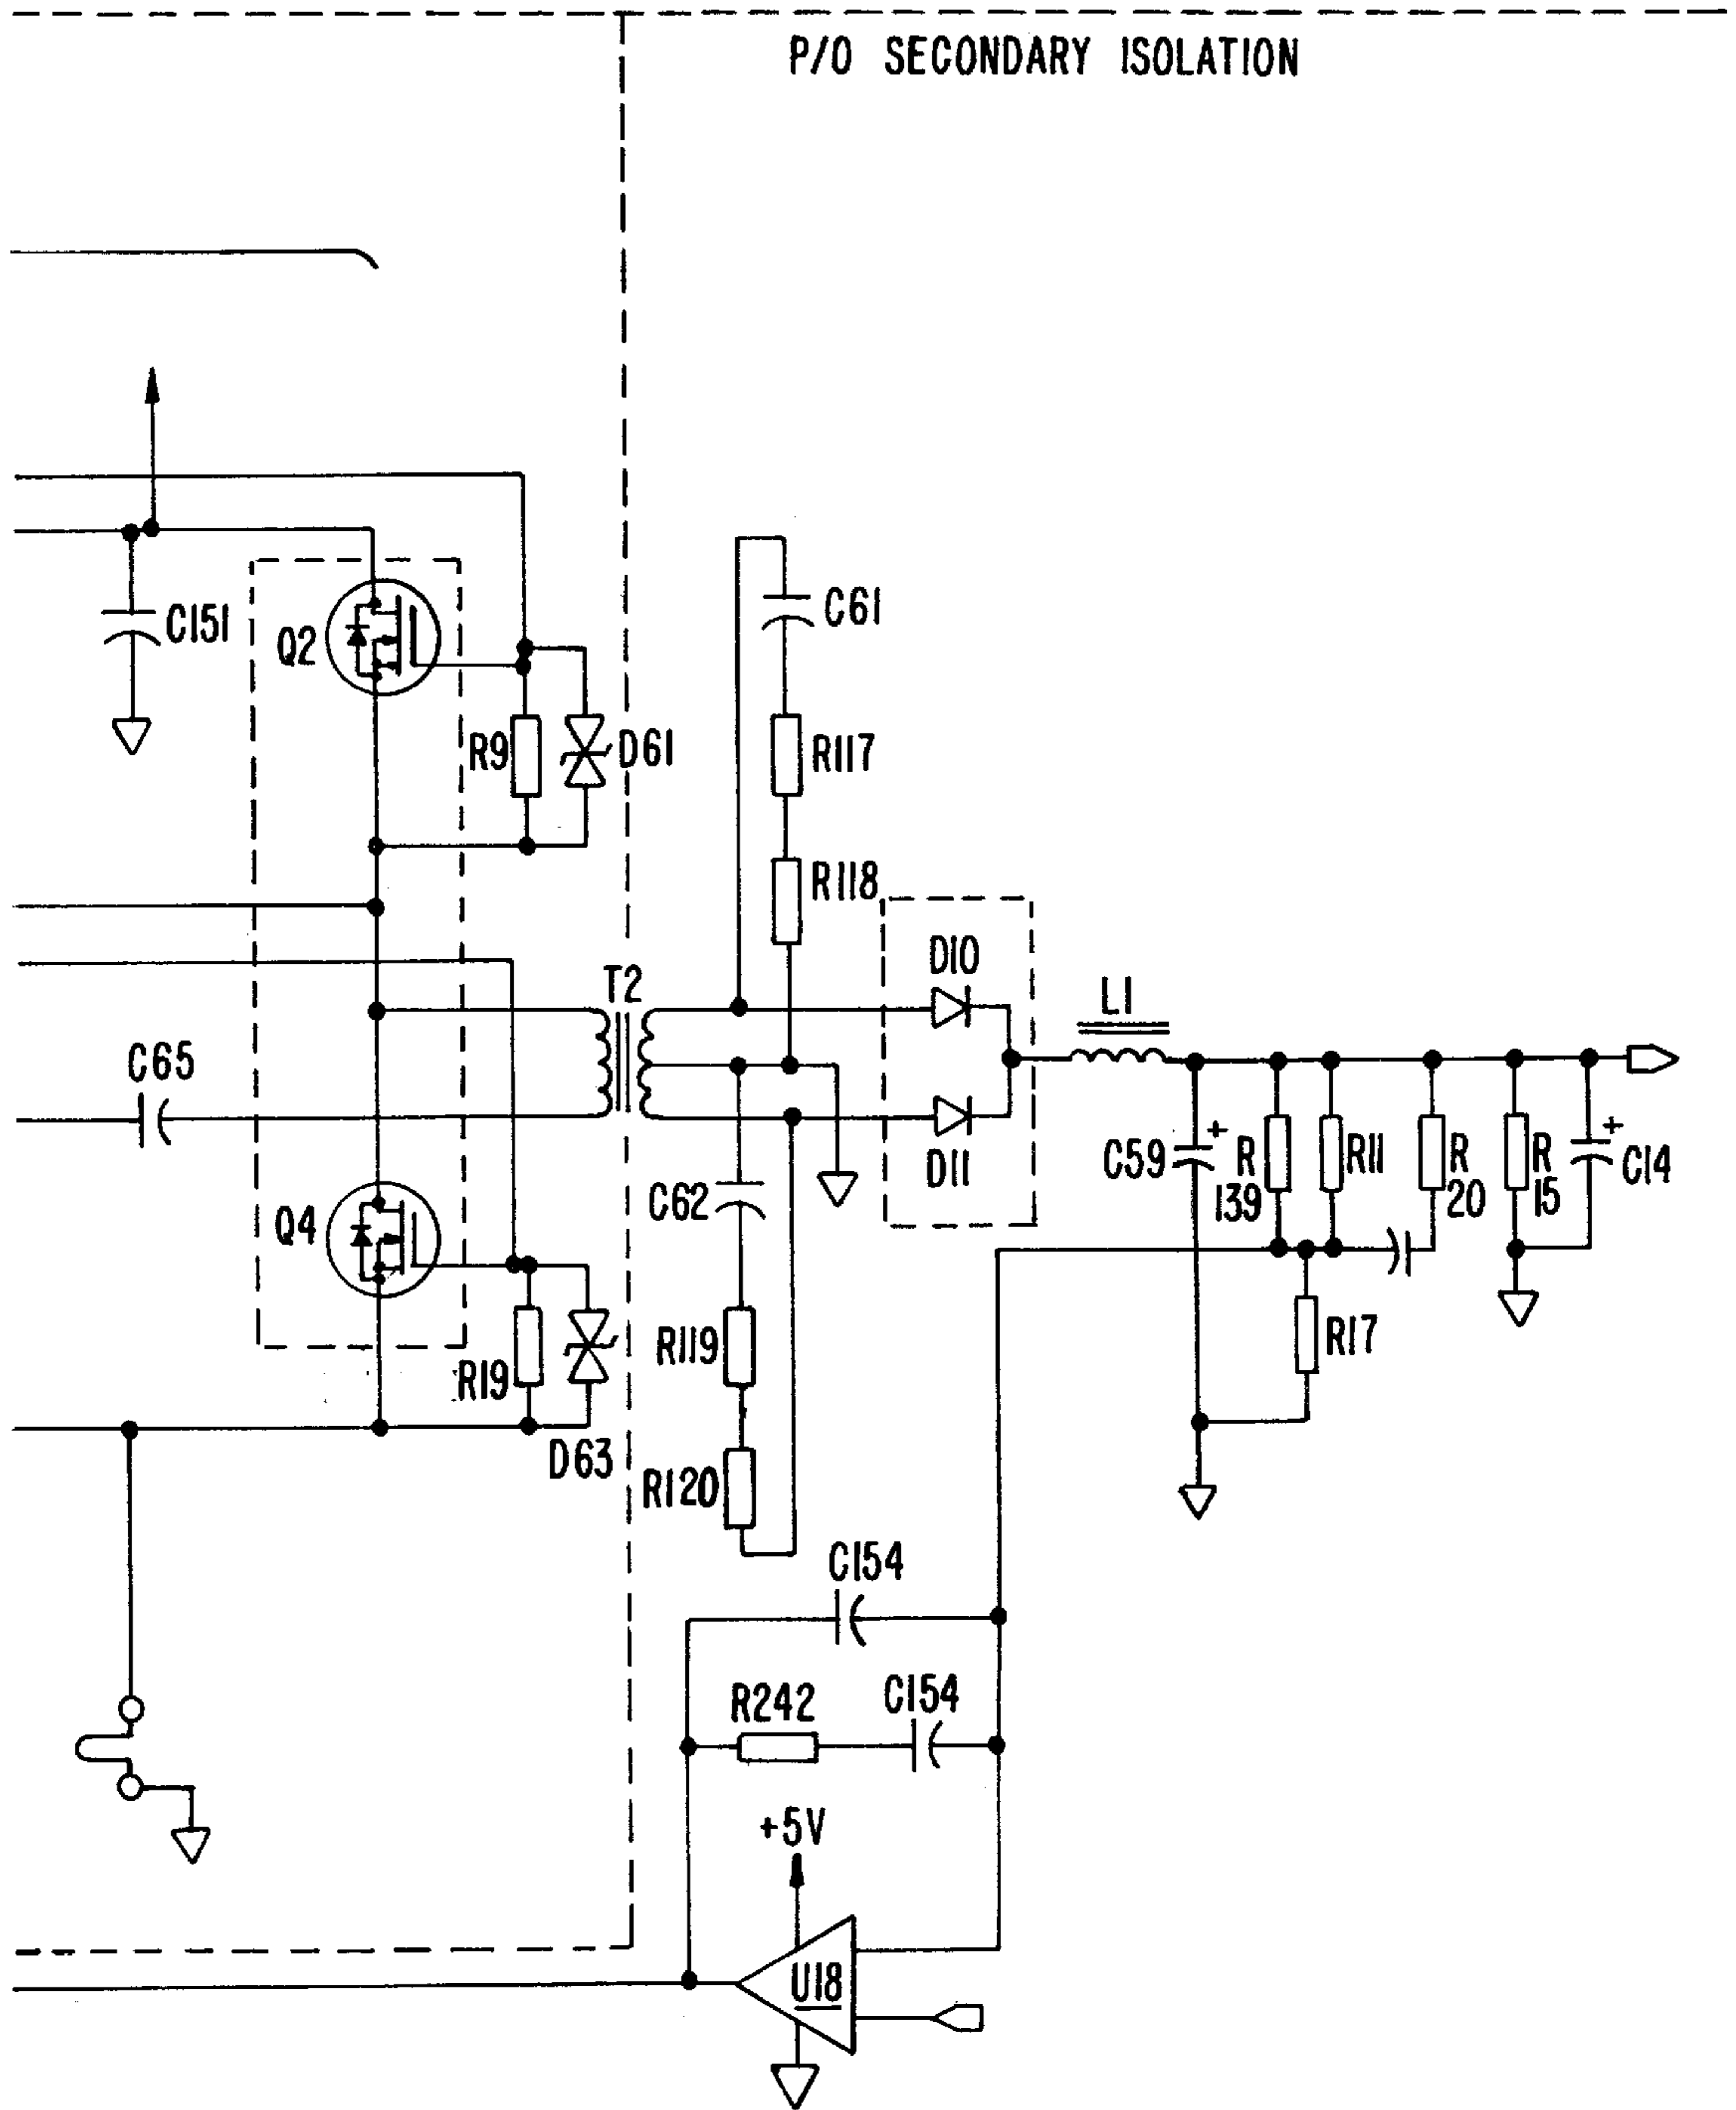 P/O SECONDARY ISOLATION
C61
C151
Q2
R9
D61
R117
R118
D10
T2
L1
C65
D11
C59
+
R
139
R11
R
20
R
15
+
C14
C62
Q4
R119
R17
R19
D63
R120
C154
R242
C154
+5V
U18